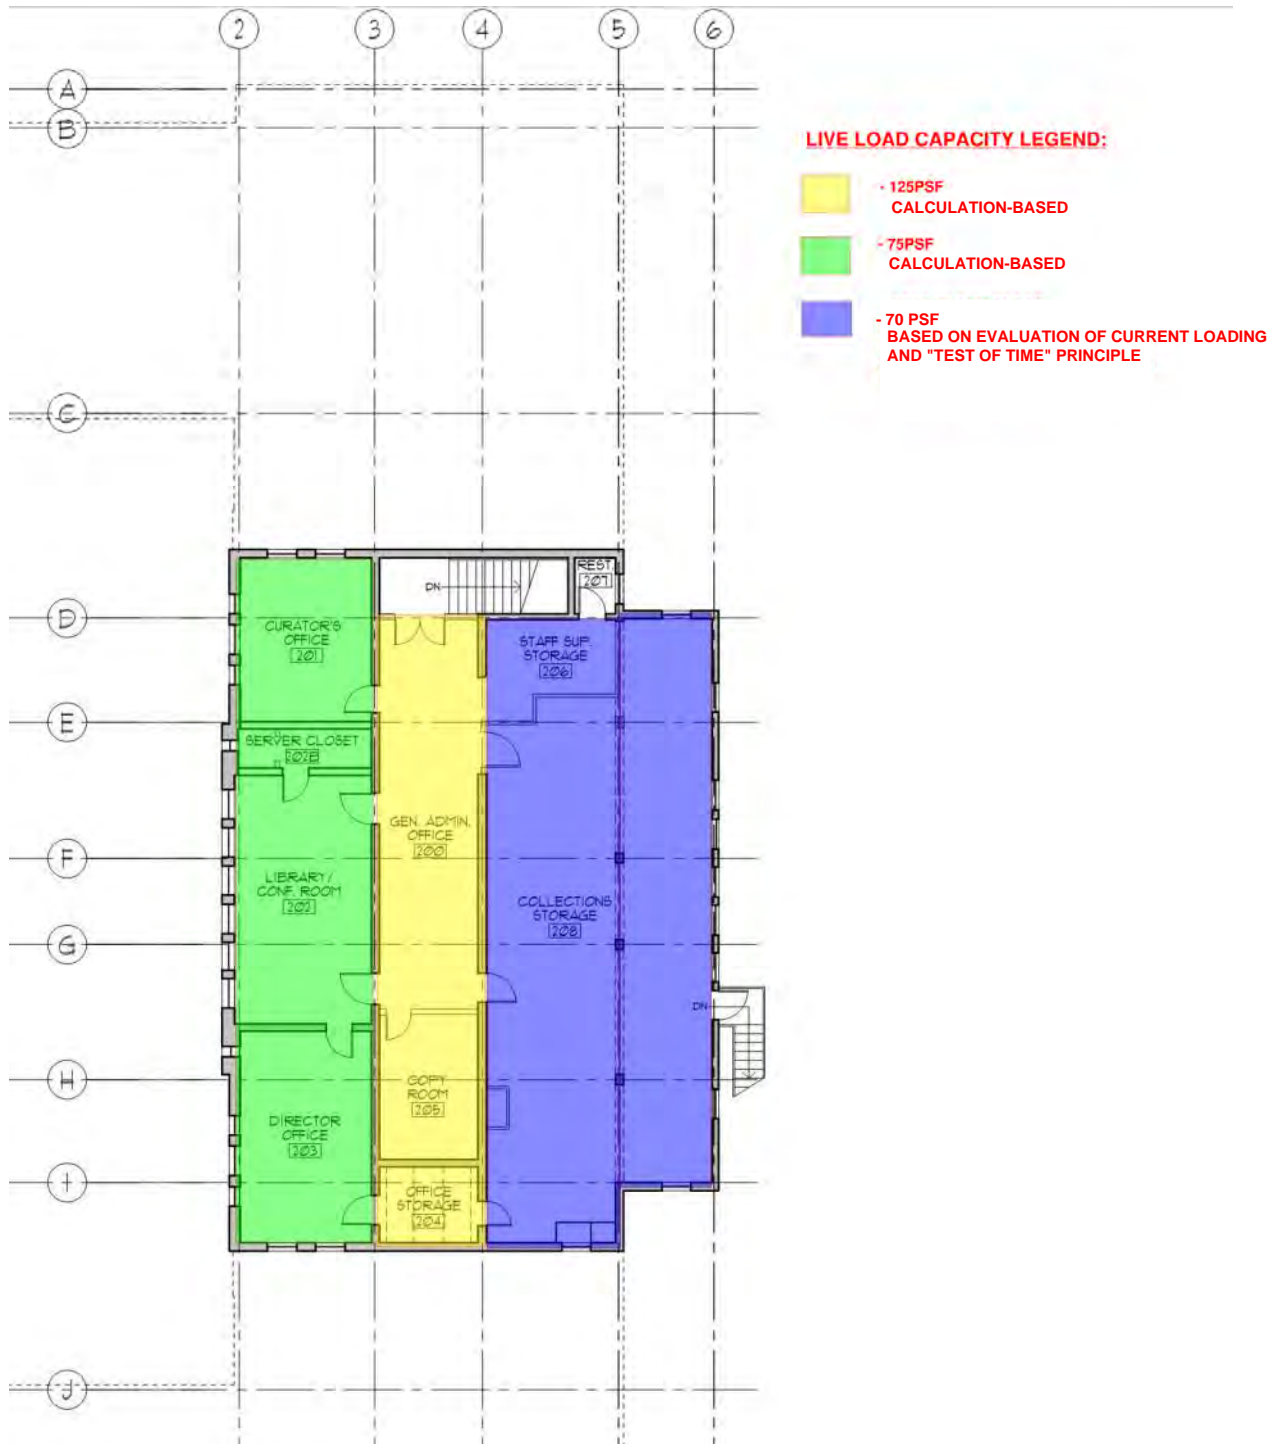 2 3 4 5 6
A
B
LIVE LOAD CAPACITY LEGEND:
- 125PSF
CALCULATION-BASED
- 75PSF
CALCULATION-BASED
- 70 PSF
BASED ON EVALUATION OF CURRENT LOADING
AND "TEST OF TIME" PRINCIPLE
C
REST.
207
DN
D
CURATOR'S
OFFICE
201
STAFF SUP.
STORAGE
206
E
SERVER CLOSET
202B
GEN. ADMIN.
OFFICE
200
F
LIBRARY/
CONF. ROOM
202
COLLECTIONS
STORAGE
208
G
DN
H
COPY
ROOM
205
DIRECTOR
OFFICE
203
I
OFFICE
STORAGE
204
J